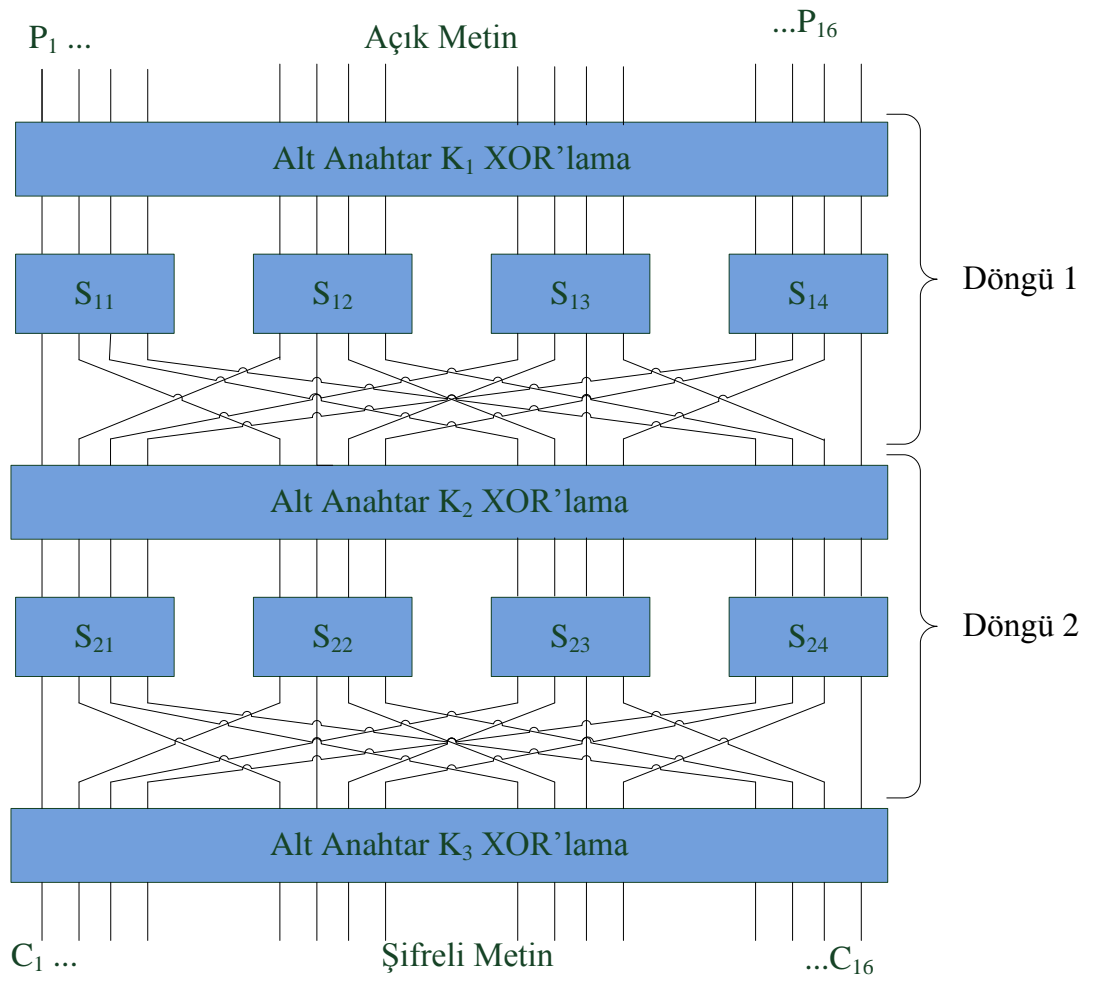 P₁ ... Açık Metin ...P₁₆
Alt Anahtar K₁ XOR’lama
S₁₁ S₁₂ S₁₃ S₁₄
Döngü 1
Alt Anahtar K₂ XOR’lama
S₂₁ S₂₂ S₂₃ S₂₄
Döngü 2
Alt Anahtar K₃ XOR’lama
C₁ ... Şifreli Metin ...C₁₆